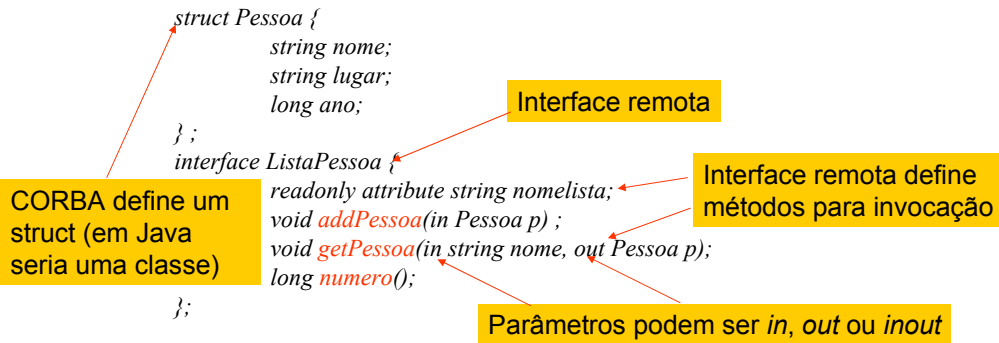 struct Pessoa {
string nome;
string lugar;
long ano;
} ;
interface ListaPessoa {
readonly attribute string nomelista;
void addPessoa(in Pessoa p) ;
void getPessoa(in string nome, out Pessoa p);
long numero();
};
Interface remota
CORBA define um
struct (em Java
seria uma classe)
Interface remota define
métodos para invocação
Parâmetros podem ser in, out ou inout